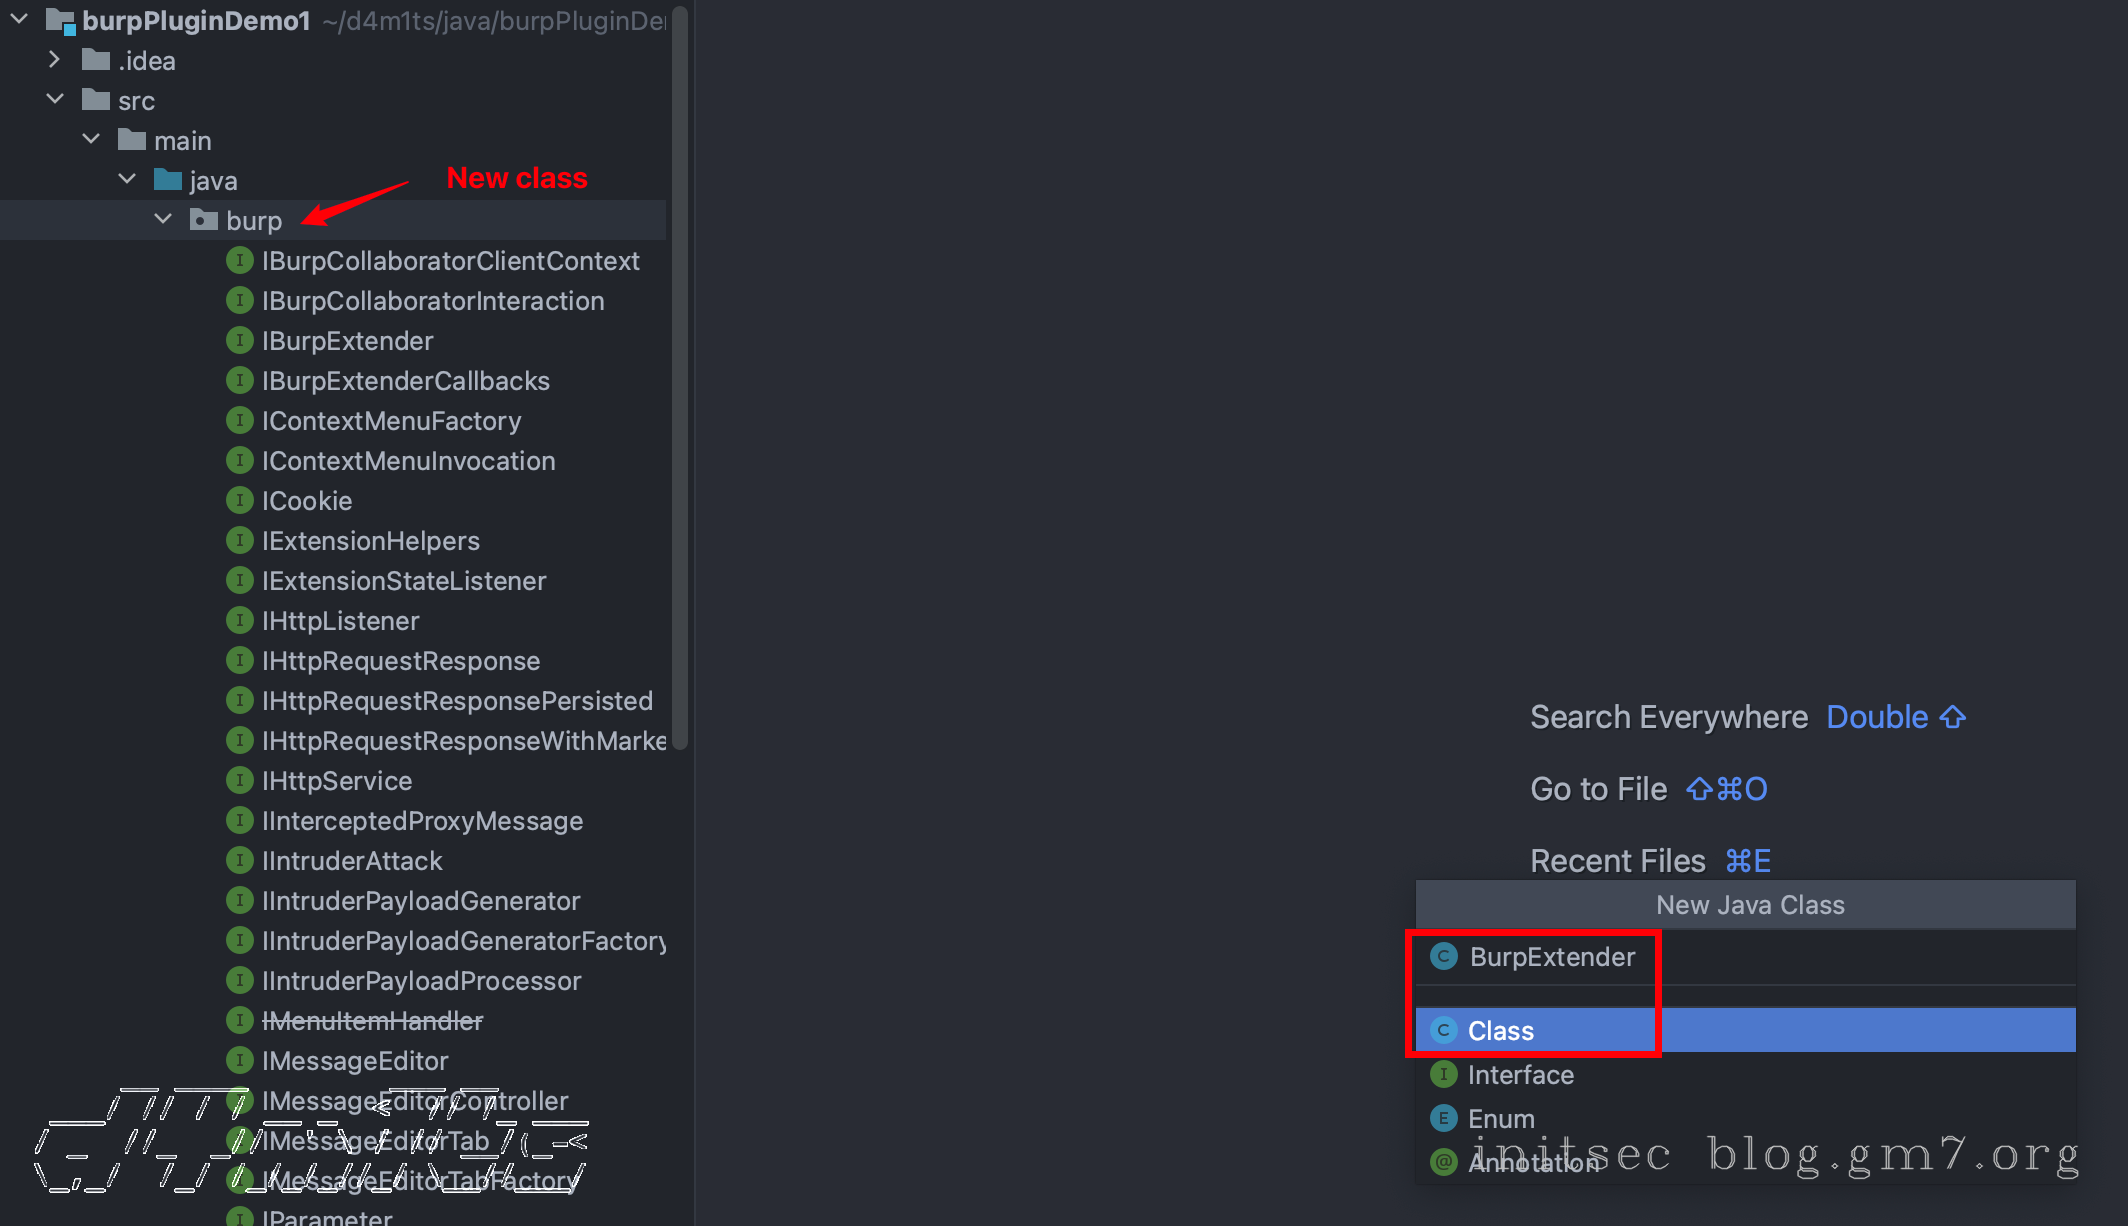 burpPluginDemo1 ~/d4m1ts/java/burpPluginDe
.idea
src
main
java
New class
burp
IBurpCollaboratorClientContext
IBurpCollaboratorInteraction
IBurpExtender
IBurpExtenderCallbacks
IContextMenuFactory
IContextMenuInvocation
ICookie
IExtensionHelpers
IExtensionStateListener
IHttpListener
IHttpRequestResponse
IHttpRequestResponsePersisted
IHttpRequestResponseWithMarke
IHttpService
IInterceptedProxyMessage
IIntruderAttack
IIntruderPayloadGenerator
IIntruderPayloadGeneratorFactory
IIntruderPayloadProcessor
IMenuItemHandler
IMessageEditor
IMessageEditorController
IMessageEditorTab
IMessageEditorTabFactory
IParameter
Search Everywhere Double ⇧
Go to File ⇧⌘O
Recent Files ⌘E
New Java Class
BurpExtender
Class
Interface
Enum
Annotation
initsec blog.gm7.org